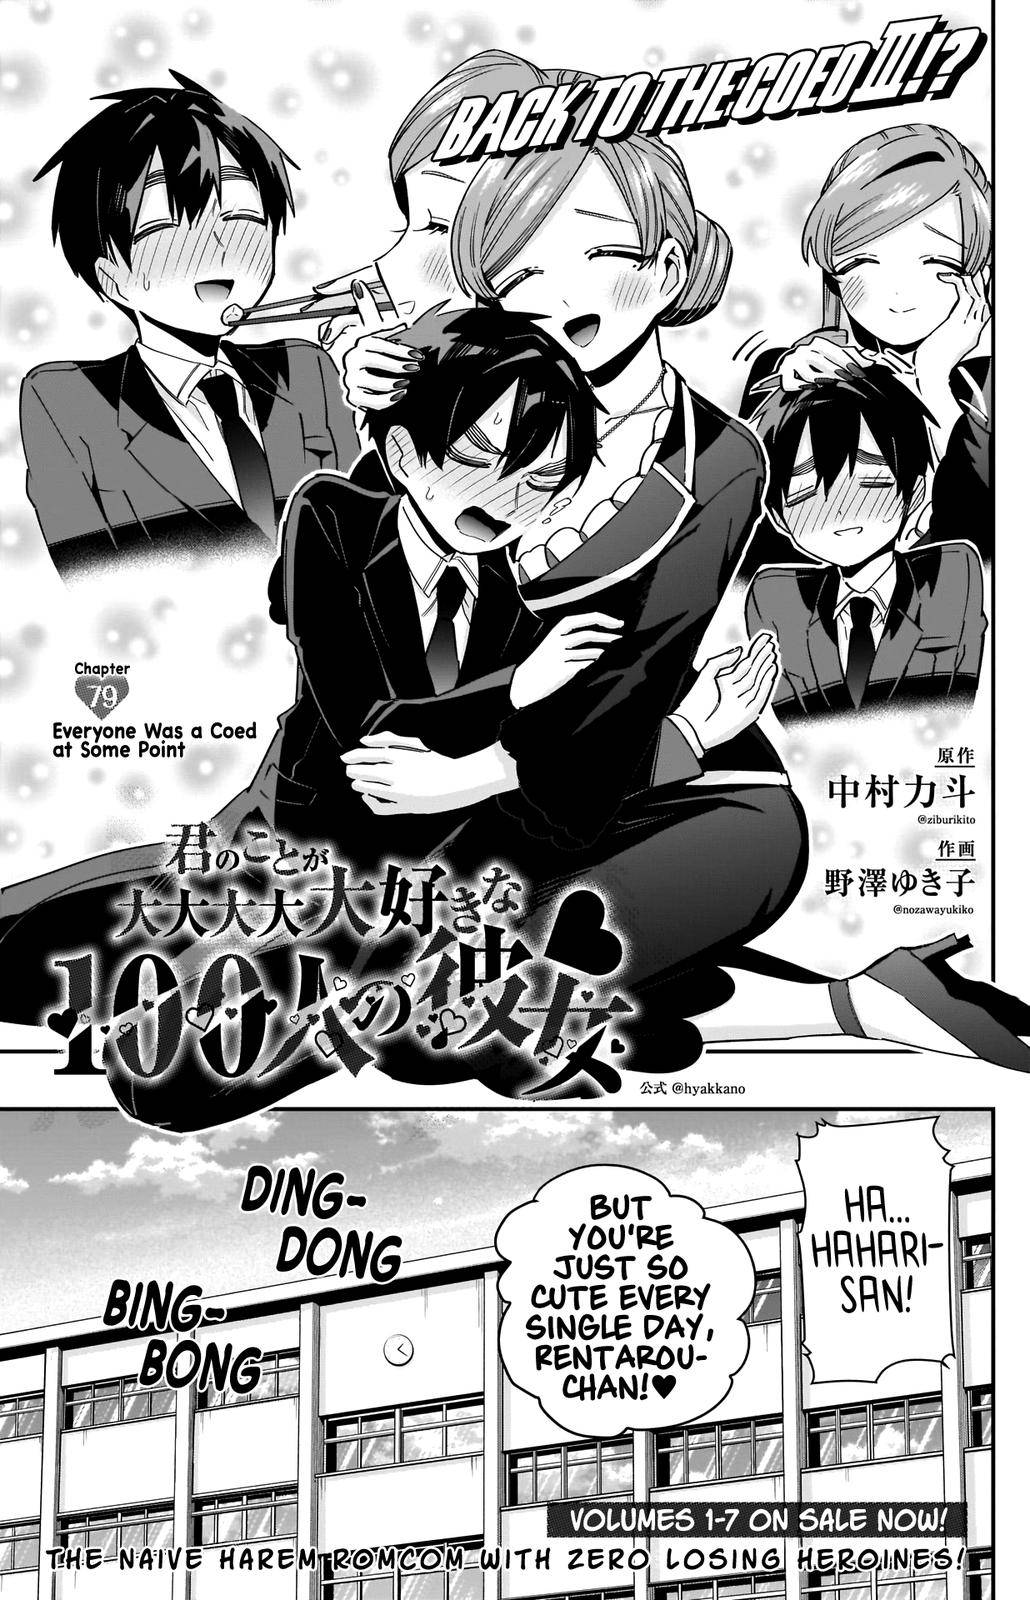 BACK TO THE COED III!?
Chapter
79
Everyone Was a Coed
at Some Point
原作
中村力斗
@ziburikito
作画
野澤ゆき子
@nozawayukiko
君のことが
大大大大大好きな
100人の彼女
公式 @hyakkano
HA...
HAHARI-
SAN!
BUT
YOU'RE
JUST SO
CUTE EVERY
SINGLE DAY,
RENTAROU-
CHAN!♥
DING-
DONG
BING-
BONG
VOLUMES 1-7 ON SALE NOW!
THE NAIVE HAREM ROMCOM WITH ZERO LOSING HEROINES!